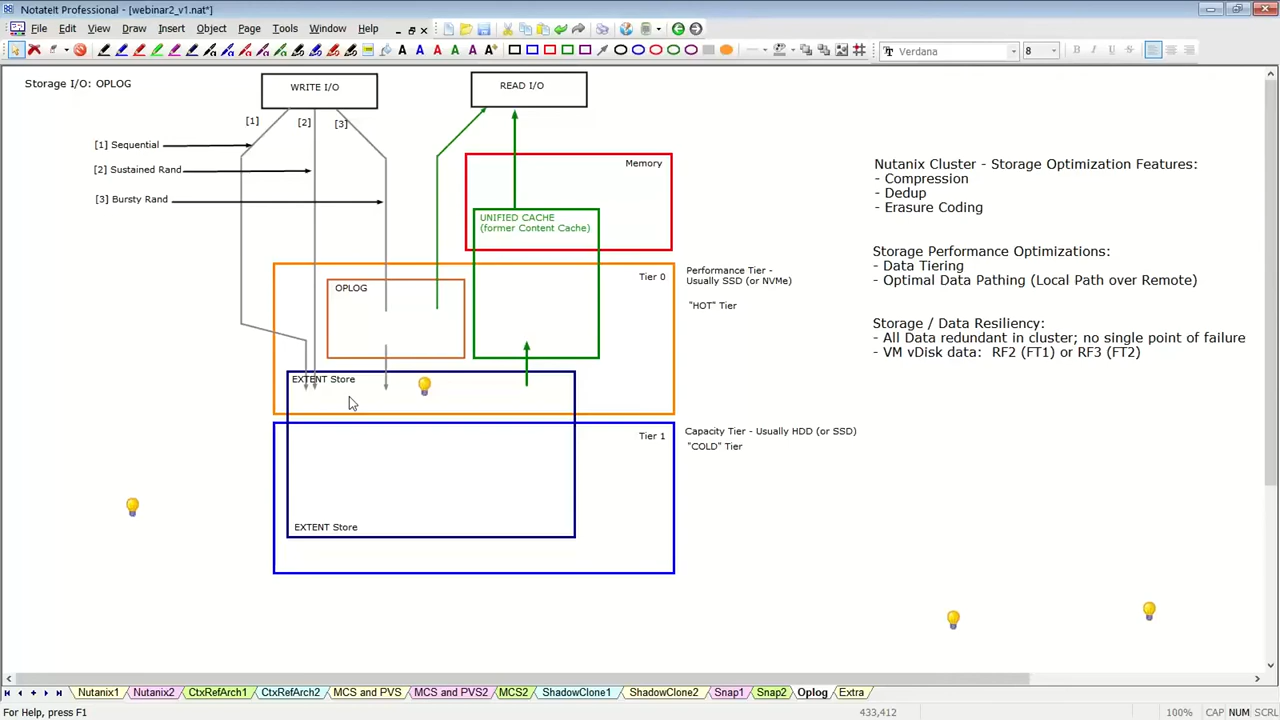 NotateIt Professional - [webinar2_v1.nat*]
File Edit View Draw Insert Object Page Tools Window Help
Verdana 8 B I U
Storage I/O: OPLOG
WRITE I/O
READ I/O
[1] [2] [3]
[1] Sequential
[2] Sustained Rand
[3] Bursty Rand
Memory
UNIFIED CACHE
(former Content Cache)
Tier 0
OPLOG
Performance Tier -
Usually SSD (or NVMe)
"HOT" Tier
EXTENT Store
Tier 1
Capacity Tier - Usually HDD (or SSD)
"COLD" Tier
EXTENT Store
Nutanix Cluster - Storage Optimization Features:
- Compression
- Dedup
- Erasure Coding
Storage Performance Optimizations:
- Data Tiering
- Optimal Data Pathing (Local Path over Remote)
Storage / Data Resiliency:
- All Data redundant in cluster; no single point of failure
- VM vDisk data: RF2 (FT1) or RF3 (FT2)
Nutanix1 Nutanix2 CtxRefArch1 CtxRefArch2 MCS and PVS MCS and PVS2 MCS2 ShadowClone1 ShadowClone2 Snap1 Snap2 Oplog Extra
For Help, press F1
433,412
100% CAP NUM SCRL